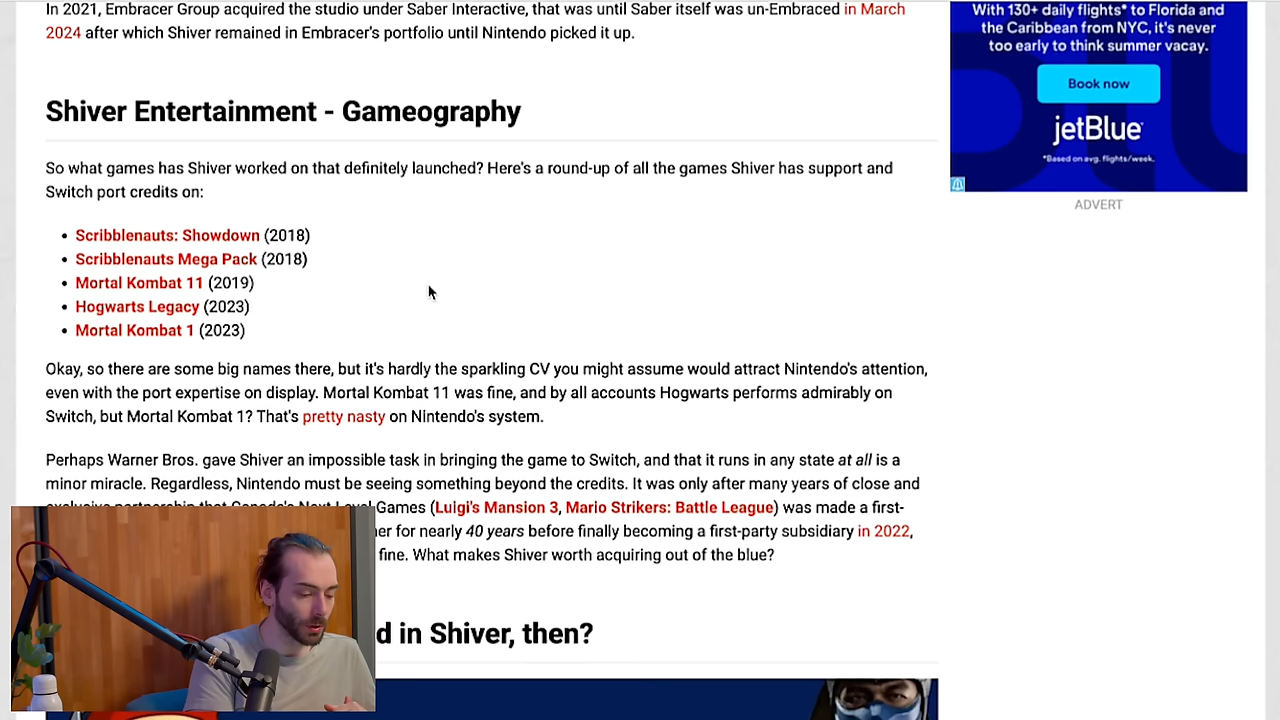 In 2021, Embracer Group acquired the studio under Saber Interactive, that was until Saber itself was un-Embraced in March
2024 after which Shiver remained in Embracer's portfolio until Nintendo picked it up.
Shiver Entertainment - Gameography
So what games has Shiver worked on that definitely launched? Here's a round-up of all the games Shiver has support and
Switch port credits on:
• Scribblenauts: Showdown (2018)
• Scribblenauts Mega Pack (2018)
• Mortal Kombat 11 (2019)
• Hogwarts Legacy (2023)
• Mortal Kombat 1 (2023)
Okay, so there are some big names there, but it's hardly the sparkling CV you might assume would attract Nintendo's attention,
even with the port expertise on display. Mortal Kombat 11 was fine, and by all accounts Hogwarts performs admirably on
Switch, but Mortal Kombat 1? That's pretty nasty on Nintendo's system.
Perhaps Warner Bros. gave Shiver an impossible task in bringing the game to Switch, and that it runs in any state at all is a
minor miracle. Regardless, Nintendo must be seeing something beyond the credits. It was only after many years of close and
Games (Luigi's Mansion 3, Mario Strikers: Battle League) was made a first-
er for nearly 40 years before finally becoming a first-party subsidiary in 2022,
fine. What makes Shiver worth acquiring out of the blue?
d in Shiver, then?
With 130+ daily flights* to Florida and
the Caribbean from NYC, it's never
too early to think summer vacay.
Book now
jetBlue
*Based on avg. flights/week.
ADVERT